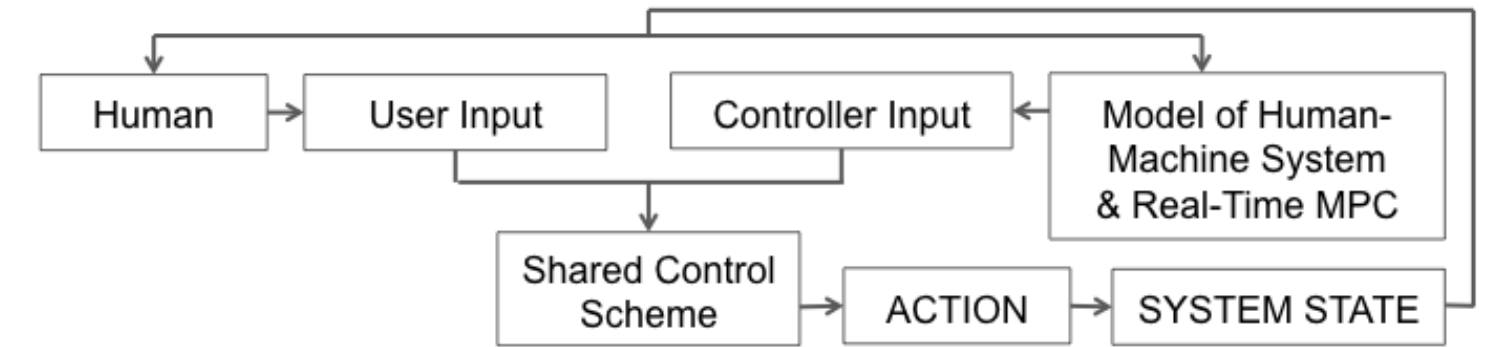 Human
User Input
Controller Input
Model of Human-
Machine System
& Real-Time MPC
Shared Control
Scheme
ACTION
SYSTEM STATE